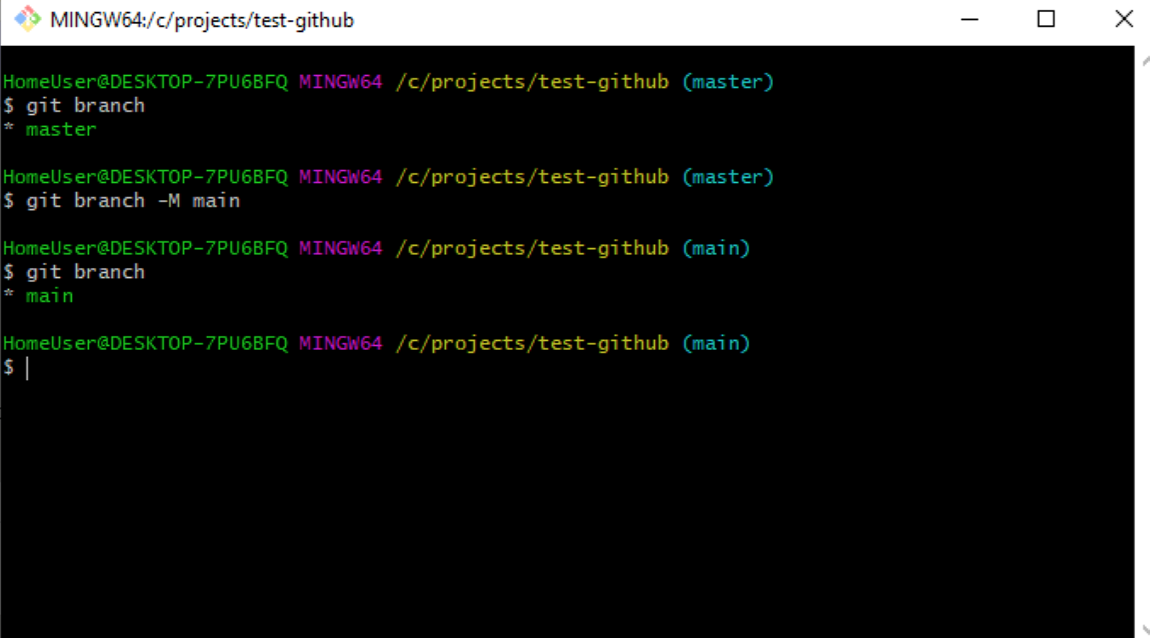 MINGW64:/c/projects/test-github
HomeUser@DESKTOP-7PU6BFQ MINGW64 /c/projects/test-github (master)
$ git branch
* master
HomeUser@DESKTOP-7PU6BFQ MINGW64 /c/projects/test-github (master)
$ git branch -M main
HomeUser@DESKTOP-7PU6BFQ MINGW64 /c/projects/test-github (main)
$ git branch
* main
HomeUser@DESKTOP-7PU6BFQ MINGW64 /c/projects/test-github (main)
$